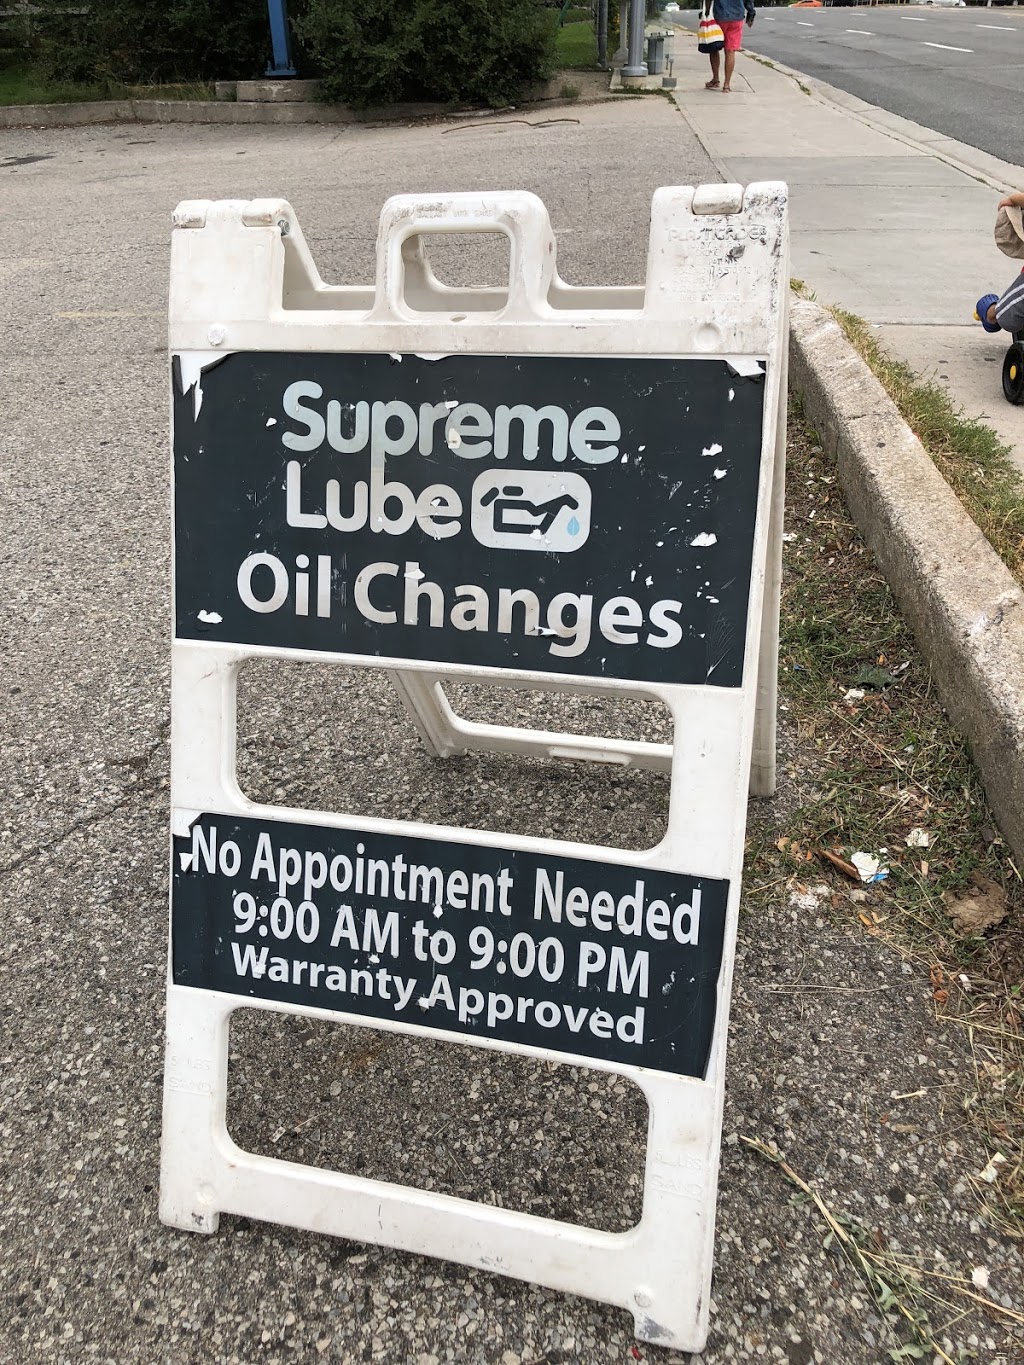 Supreme
Lube
Oil Changes
No Appointment Needed
9:00 AM to 9:00 PM
Warranty Approved